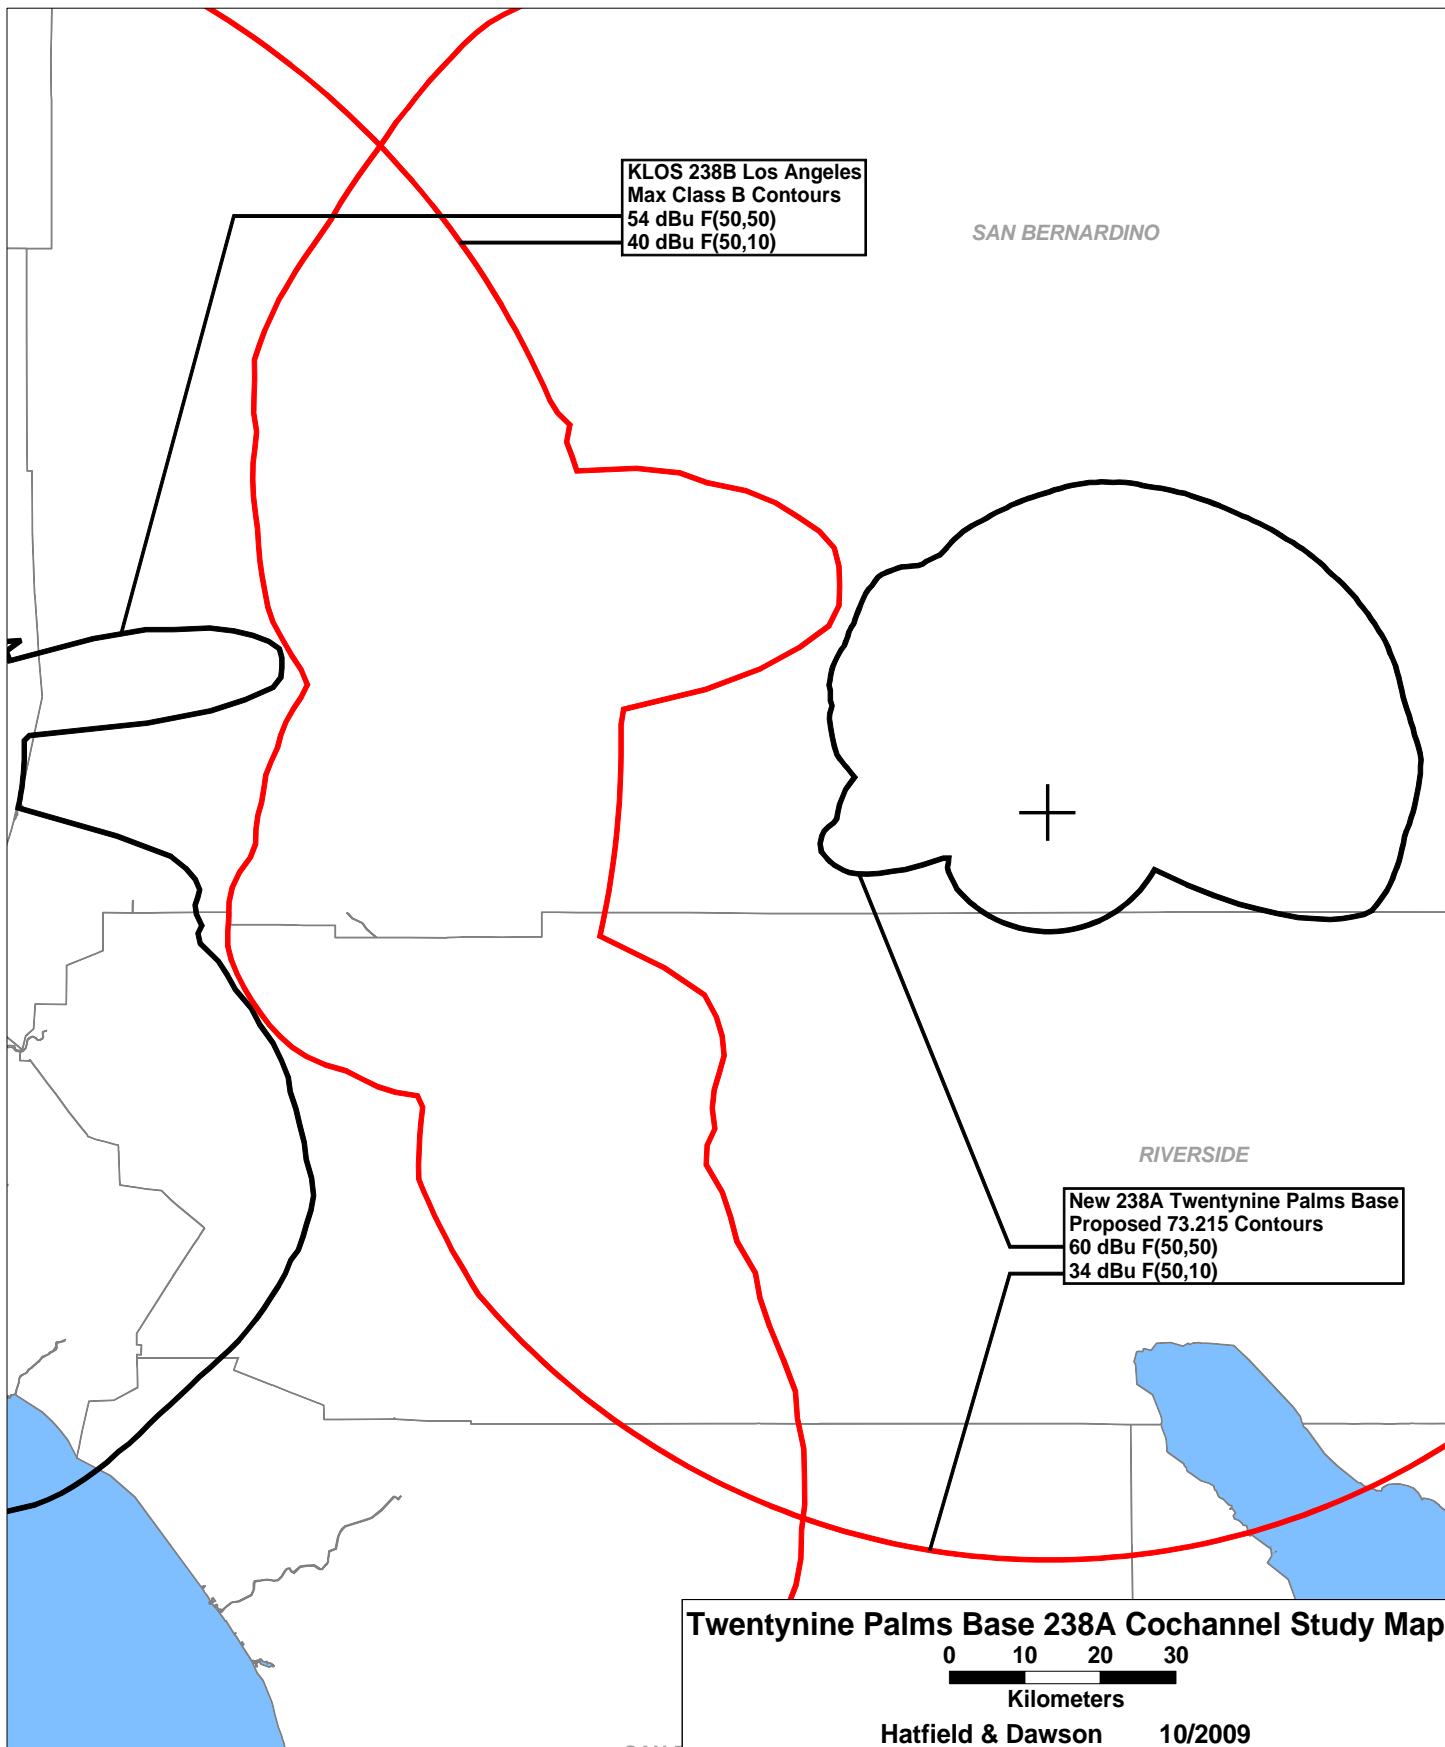 KLOS 238B Los Angeles
Max Class B Contours
54 dBu F(50,50)
40 dBu F(50,10)
SAN BERNARDINO
RIVERSIDE
New 238A Twentynine Palms Base
Proposed 73.215 Contours
60 dBu F(50,50)
34 dBu F(50,10)
Twentynine Palms Base 238A Cochannel Study Map
0 10 20 30
Kilometers
Hatfield & Dawson 10/2009